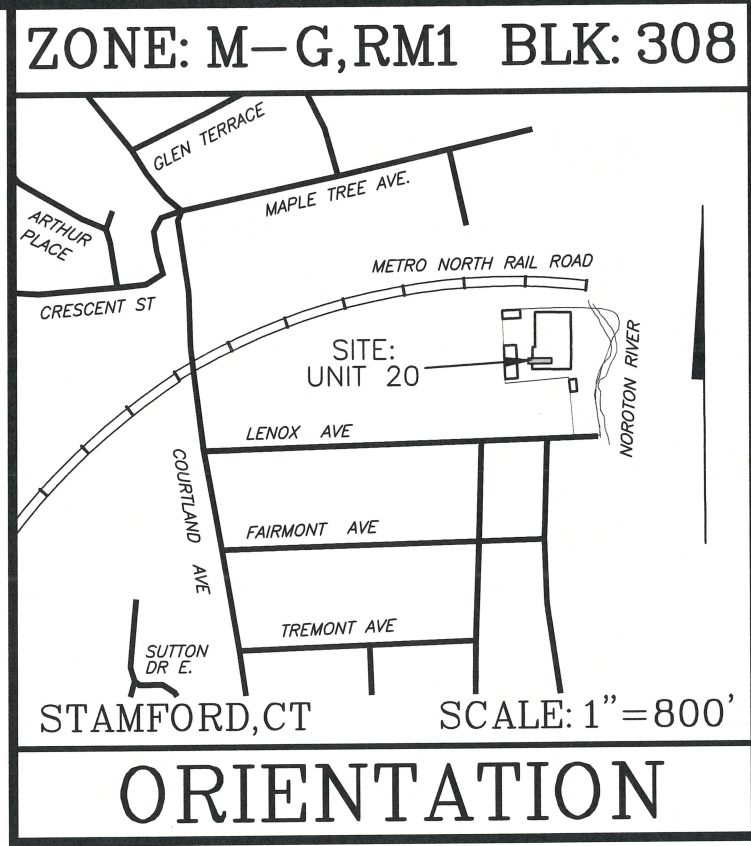 ZONE: M-G,RM1 BLK: 308
GLEN TERRACE
MAPLE TREE AVE.
ARTHUR
PLACE
CRESCENT ST
METRO NORTH RAIL ROAD
SITE:
UNIT 20
NOROTON RIVER
LENOX AVE
COURTLAND AVE
FAIRMONT AVE
TREMONT AVE
SUTTON
DR E.
STAMFORD,CT SCALE: 1"=800'
ORIENTATION